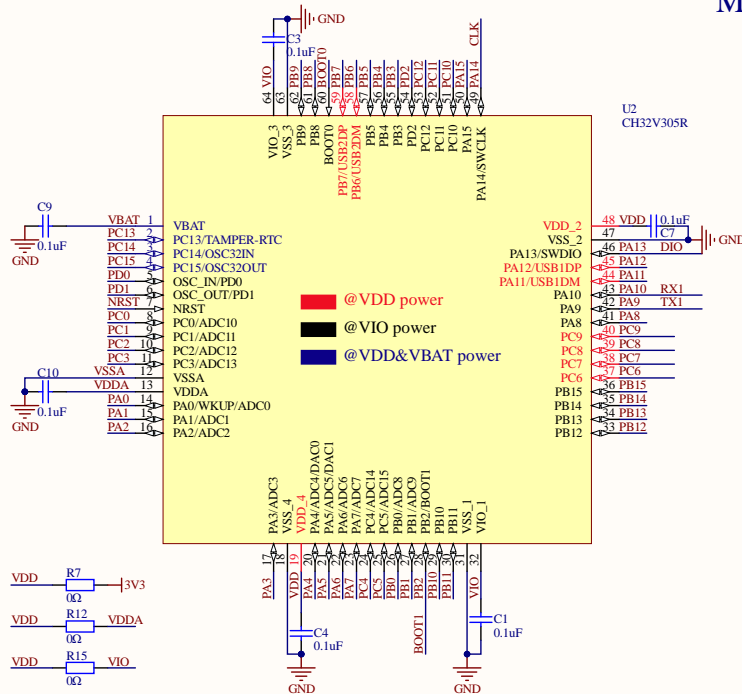 M
GND
C3
0.1uF
CLK
VIO
PB9
PB8
BOOT0
PB7
PB6
PB5
PB4
PB3
PD2
PC12
PC11
PC10
PA15
PA14
64
63
62
61
60
59
58
57
56
55
54
53
52
51
50
49
U2
CH32V305R
VIO_3
VSS_3
PB9
PB8
BOOT0
PB7/USB2DP
PB6/USB2DM
PB5
PB4
PB3
PD2
PC12
PC11
PC10
PA15
PA14/SWCLK
C9
0.1uF
GND
VBAT 1 VBAT
PC13 2 PC13/TAMPER-RTC
PC14 3 PC14/OSC32IN
PC15 4 PC15/OSC32OUT
PD0 5 OSC_IN/PD0
PD1 6 OSC_OUT/PD1
NRST 7 NRST
PC0 8 PC0/ADC10
PC1 9 PC1/ADC11
PC2 10 PC2/ADC12
PC3 11 PC3/ADC13
VSSA 12 VSSA
VDDA 13 VDDA
PA0 14 PA0/WKUP/ADC0
PA1 15 PA1/ADC1
PA2 16 PA2/ADC2
C10
0.1uF
GND
@VDD power
@VIO power
@VDD&VBAT power
VDD_2 48 VDD
0.1uF
C7
GND
VSS_2 47
PA13/SWDIO 46 PA13 DIO
PA12/USB1DP 45 PA12
PA11/USB1DM 44 PA11
PA10 43 PA10 RX1
PA9 42 PA9 TX1
PA8 41 PA8
PC9 40 PC9
PC8 39 PC8
PC7 38 PC7
PC6 37 PC6
PB15 36 PB15
PB14 35 PB14
PB13 34 PB13
PB12 33 PB12
PA3/ADC3
VSS_4
VDD_4
PA4/ADC4/DAC0
PA5/ADC5/DAC1
PA6/ADC6
PA7/ADC7
PC4/ADC14
PC5/ADC15
PB0/ADC8
PB1/ADC9
PB2/BOOT1
PB10
PB11
VSS_1
VIO_1
17
18
19
20
21
22
23
24
25
26
27
28
29
30
31
32
PA3
VDD
PA4
PA5
PA6
PA7
PC4
PC5
PB0
PB1
PB2
PB10
PB11
VIO
BOOT1
C4
0.1uF
GND
C1
0.1uF
GND
VDD R7 3V3
0Ω
VDD R12 VDDA
0Ω
VDD R15 VIO
0Ω